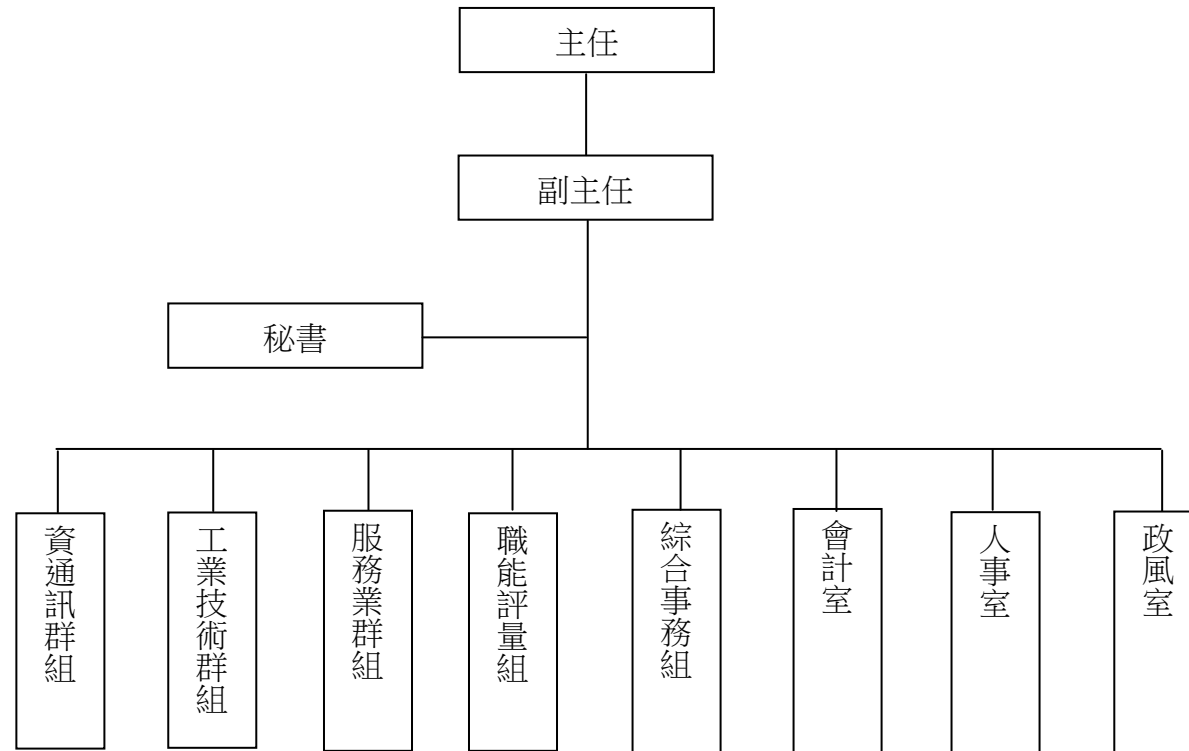 主任
副主任
秘書
資通訊群組
工業技術群組
服務業群組
職能評量組
綜合事務組
會計室
人事室
政風室